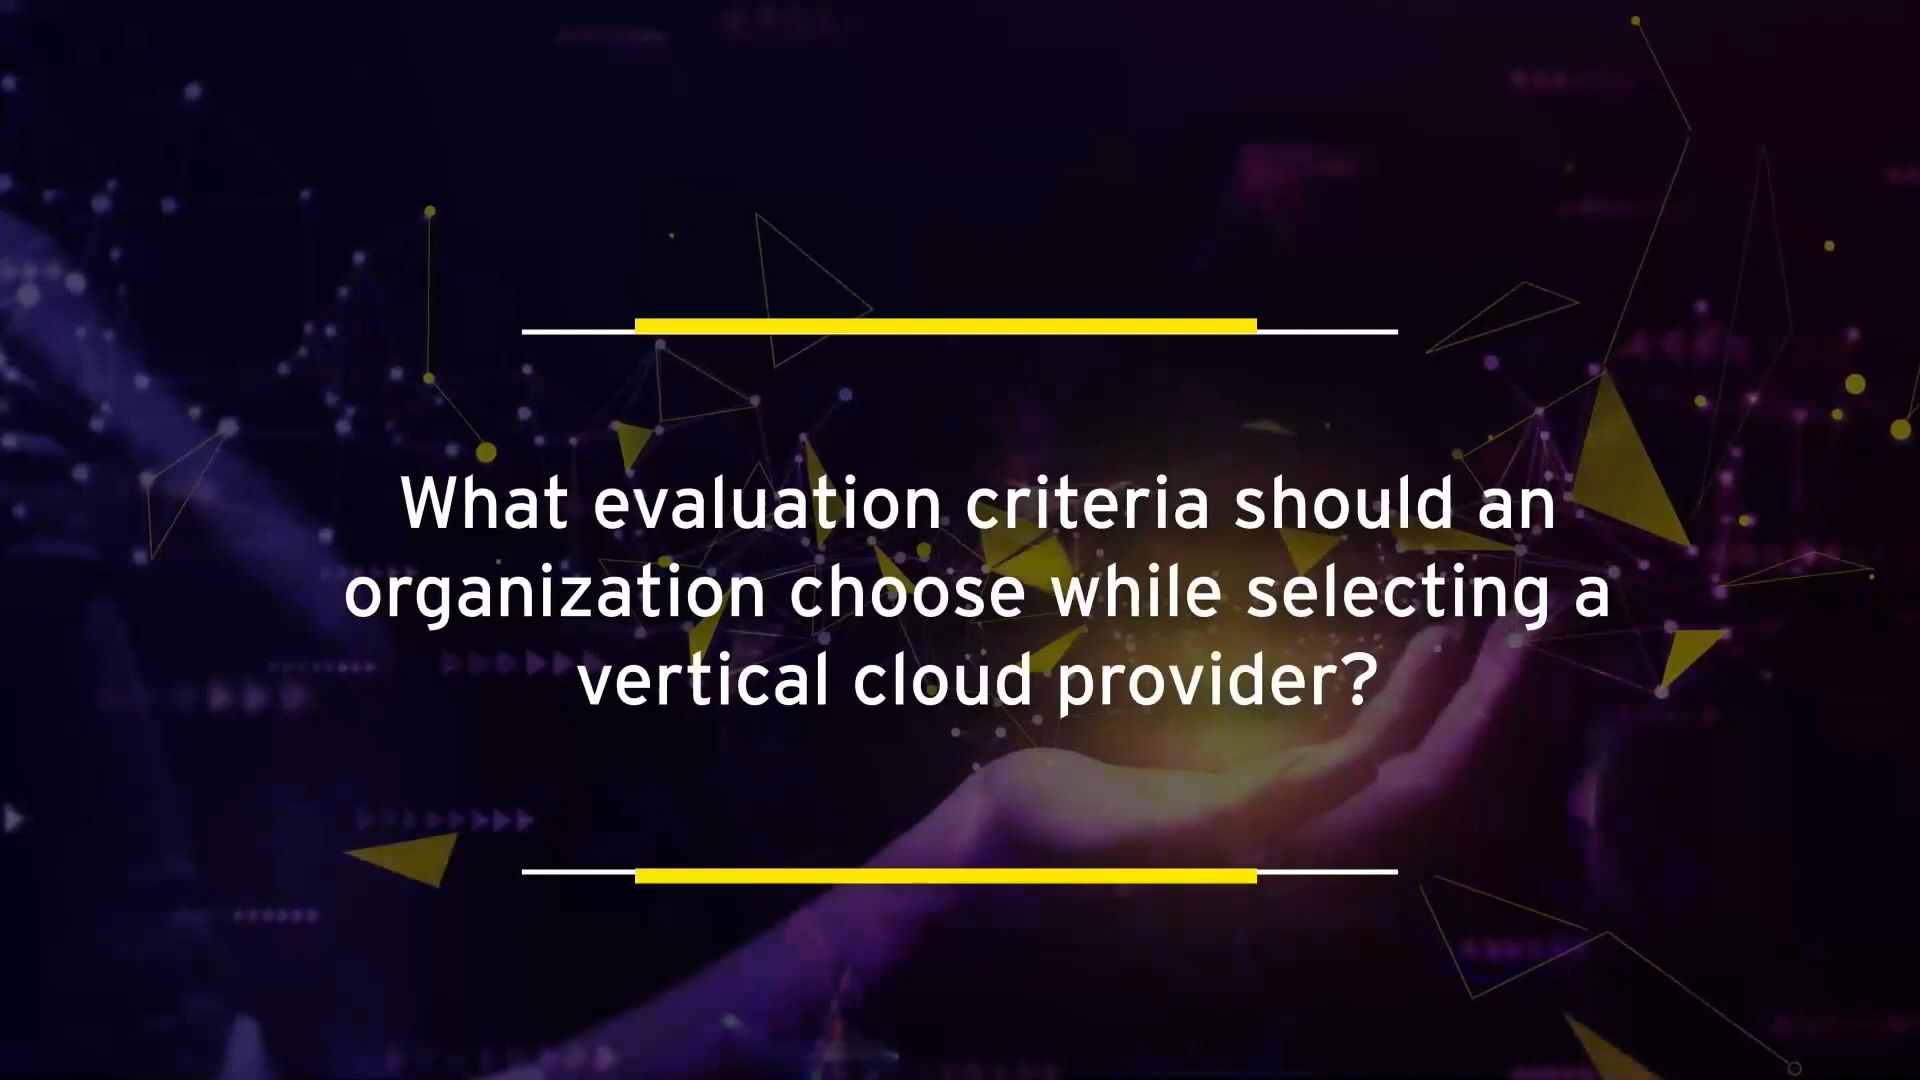 What evaluation criteria should an
organization choose while selecting a
vertical cloud provider?